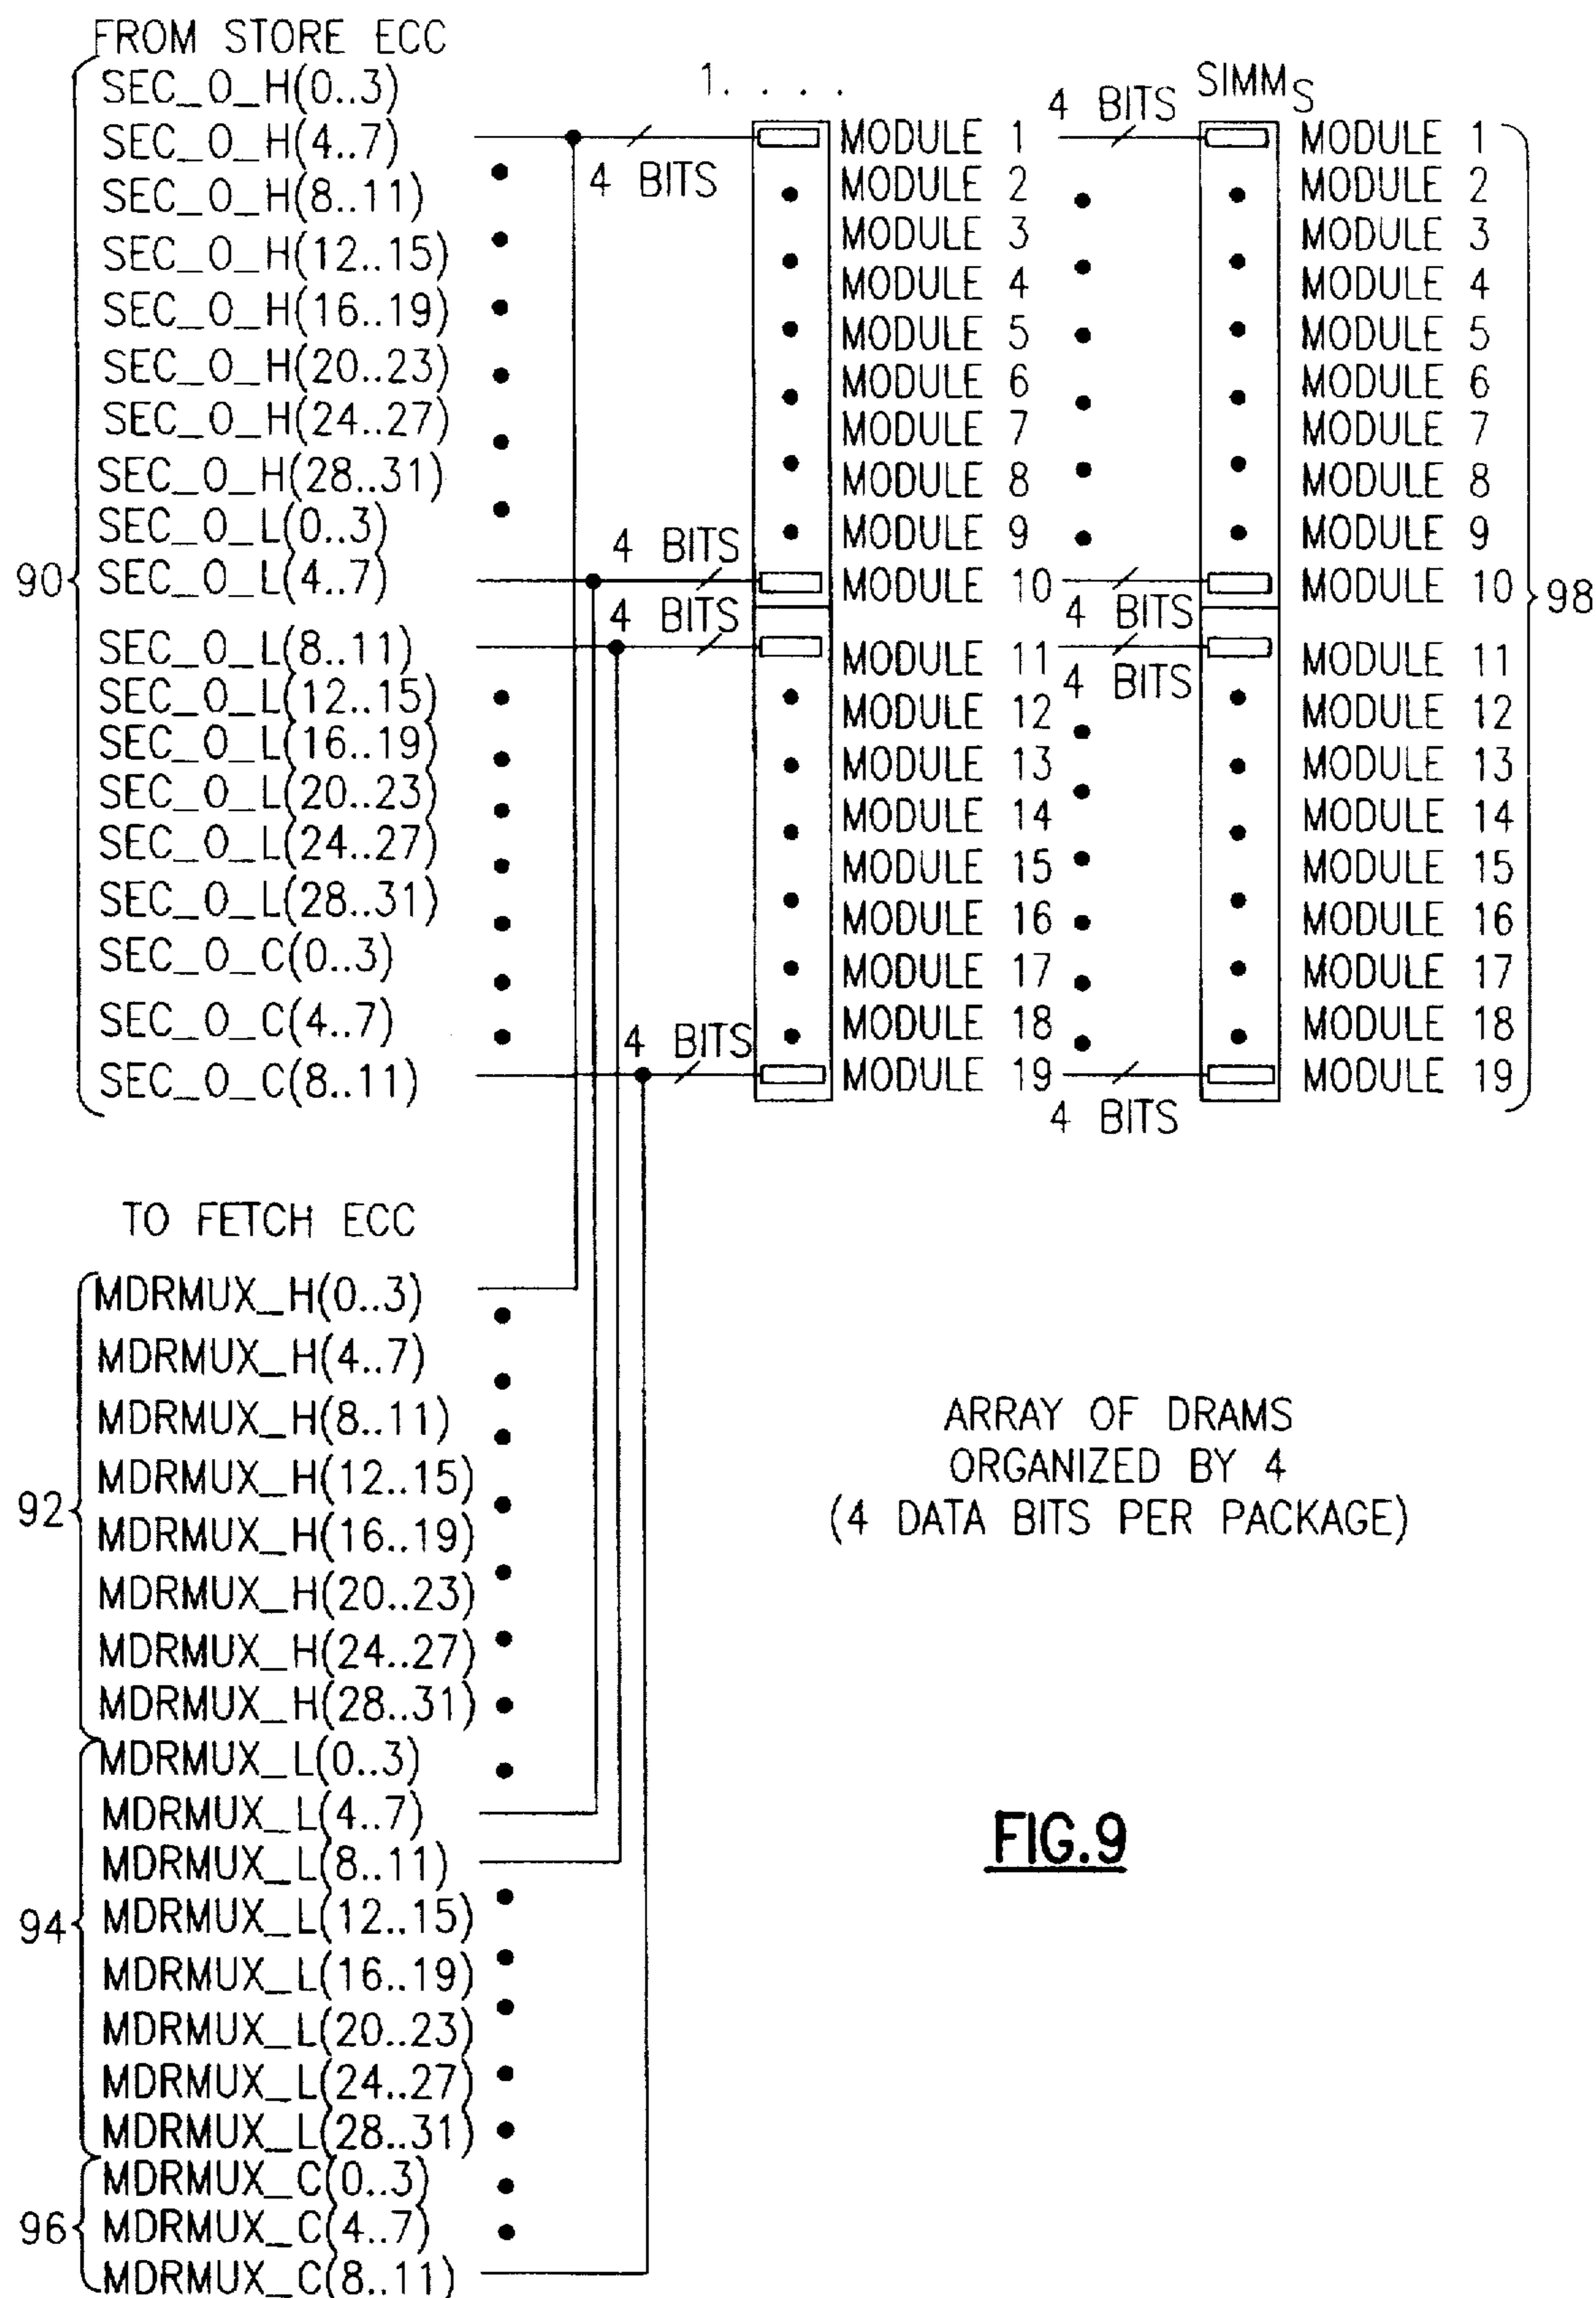 FROM STORE ECC
SEC_0_H(0..3)
SEC_0_H(4..7)
SEC_0_H(8..11)
SEC_0_H(12..15)
SEC_0_H(16..19)
SEC_0_H(20..23)
SEC_0_H(24..27)
SEC_0_H(28..31)
SEC_0_L(0..3)
90
SEC_0_L(4..7)
SEC_0_L(8..11)
SEC_0_L(12..15)
SEC_0_L(16..19)
SEC_0_L(20..23)
SEC_0_L(24..27)
SEC_0_L(28..31)
SEC_0_C(0..3)
SEC_0_C(4..7)
SEC_0_C(8..11)
1. . . .
4 BITS
4 BITS
4 BITS
4 BITS
MODULE 1
MODULE 2
MODULE 3
MODULE 4
MODULE 5
MODULE 6
MODULE 7
MODULE 8
MODULE 9
MODULE 10
MODULE 11
MODULE 12
MODULE 13
MODULE 14
MODULE 15
MODULE 16
MODULE 17
MODULE 18
MODULE 19
SIMMS
4 BITS
4 BITS
4 BITS
4 BITS
MODULE 1
MODULE 2
MODULE 3
MODULE 4
MODULE 5
MODULE 6
MODULE 7
MODULE 8
MODULE 9
MODULE 10
98
MODULE 11
MODULE 12
MODULE 13
MODULE 14
MODULE 15
MODULE 16
MODULE 17
MODULE 18
MODULE 19
TO FETCH ECC
MDRMUX_H(0..3)
MDRMUX_H(4..7)
MDRMUX_H(8..11)
MDRMUX_H(12..15)
92
MDRMUX_H(16..19)
MDRMUX_H(20..23)
MDRMUX_H(24..27)
MDRMUX_H(28..31)
MDRMUX_L(0..3)
MDRMUX_L(4..7)
MDRMUX_L(8..11)
94
MDRMUX_L(12..15)
MDRMUX_L(16..19)
MDRMUX_L(20..23)
MDRMUX_L(24..27)
MDRMUX_L(28..31)
MDRMUX_C(0..3)
96
MDRMUX_C(4..7)
MDRMUX_C(8..11)
ARRAY OF DRAMS
ORGANIZED BY 4
(4 DATA BITS PER PACKAGE)
FIG.9